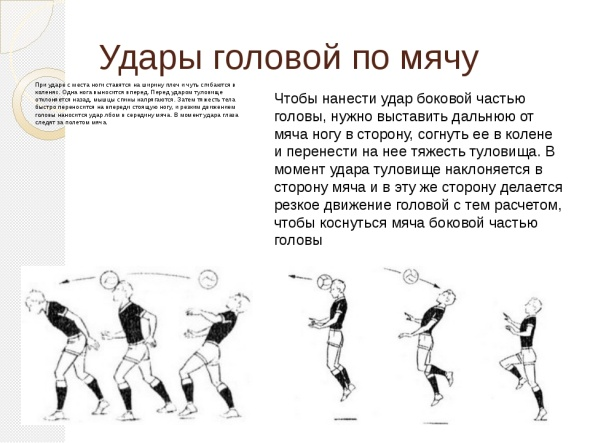 Удары головой по мячу
При ударе с места ноги ставятся на ширину плеч и чуть сгибаются в
коленях. Одна нога выносится вперед. Перед ударом туловище
отклоняется назад, мышцы спины напрягаются. Затем тяжесть тела
быстро переносится на впереди стоящую ногу, и резким движением
головы наносится удар лбом в середину мяча. В момент удара глаза
следят за полетом мяча.
Чтобы нанести удар боковой частью
головы, нужно выставить дальнюю от
мяча ногу в сторону, согнуть ее в колене
и перенести на нее тяжесть туловища. В
момент удара туловище наклоняется в
сторону мяча и в эту же сторону делается
резкое движение головой с тем расчетом,
чтобы коснуться мяча боковой частью
головы